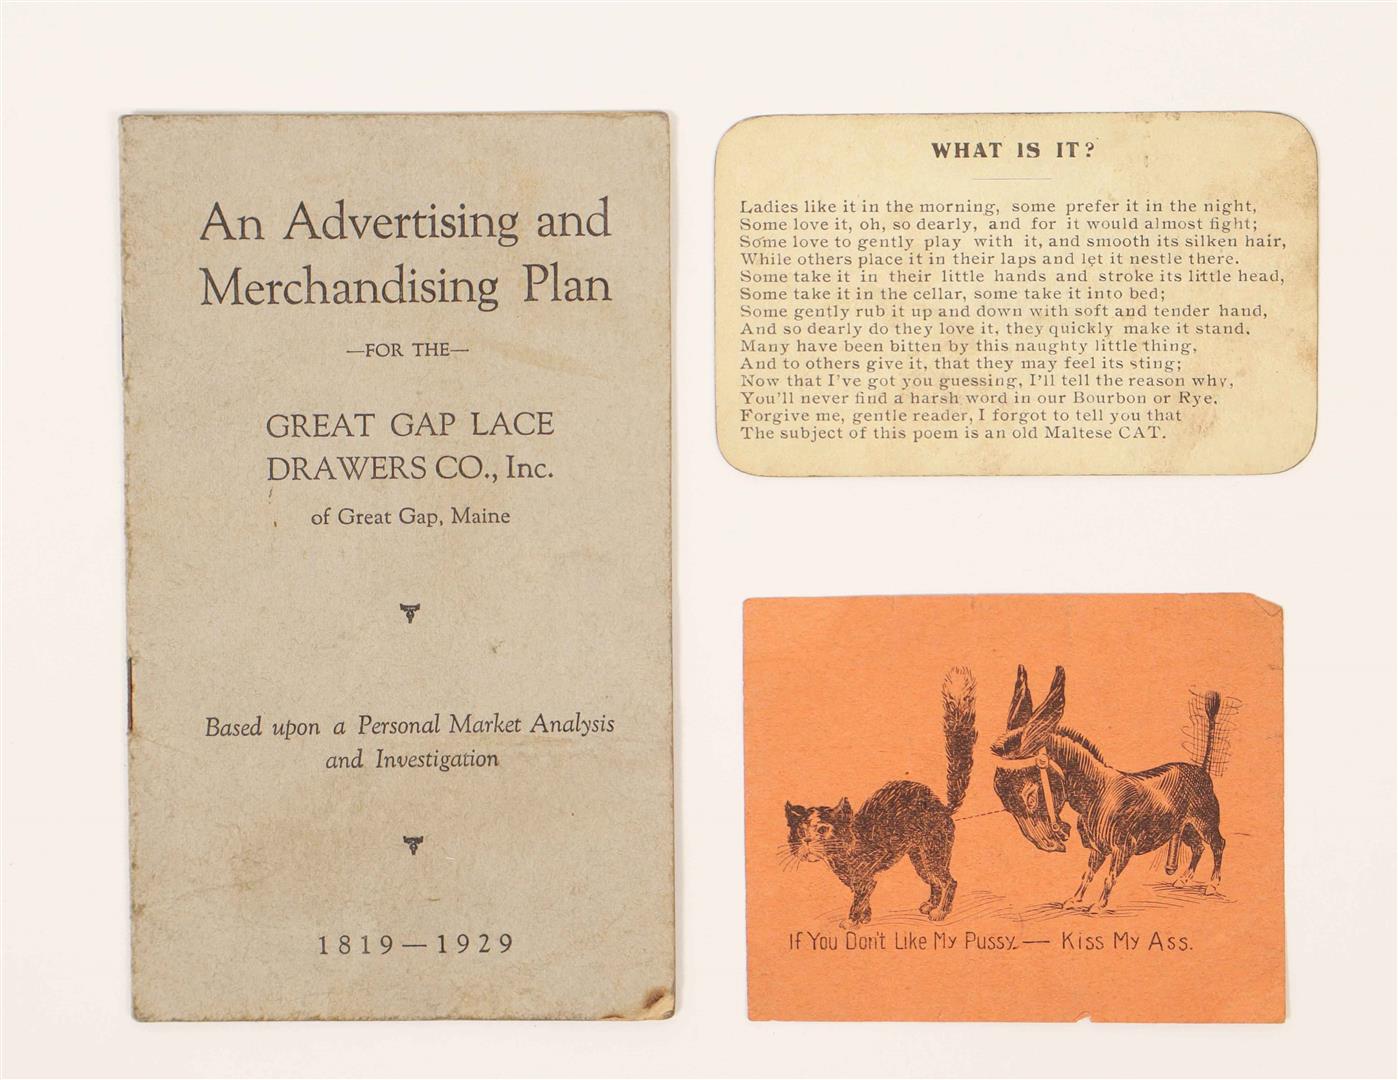 An Advertising and
Merchandising Plan
—FOR THE—
GREAT GAP LACE
DRAWERS CO., Inc.
of Great Gap, Maine
Based upon a Personal Market Analysis
and Investigation
1819—1929
WHAT IS IT?
Ladies like it in the morning, some prefer it in the night,
Some love it, oh, so dearly, and for it would almost fight;
Some love to gently play with it, and smooth its silken hair,
While others place it in their laps and let it nestle there.
Some take it in their little hands and stroke its little head,
Some take it in the cellar, some take it into bed;
Some gently rub it up and down with soft and tender hand,
And so dearly do they love it, they quickly make it stand.
Many have been bitten by this naughty little thing,
And to others give it, that they may feel its sting;
Now that I've got you guessing, I'll tell the reason why,
You'll never find a harsh word in our Bourbon or Rye.
Forgive me, gentle reader, I forgot to tell you that
The subject of this poem is an old Maltese CAT.
If You Don't Like My Pussy— Kiss My Ass.